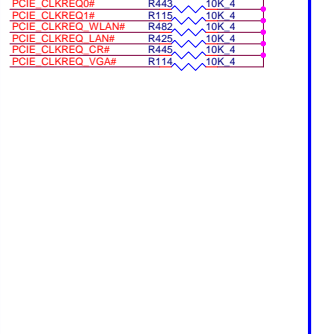 PCIE_CLKREQ0# R443 10K_4
PCIE_CLKREQ1# R115 10K_4
PCIE_CLKREQ_WLAN# R482 10K_4
PCIE_CLKREQ_LAN# R425 10K_4
PCIE_CLKREQ_CR# R445 10K_4
PCIE_CLKREQ_VGA# R114 10K_4